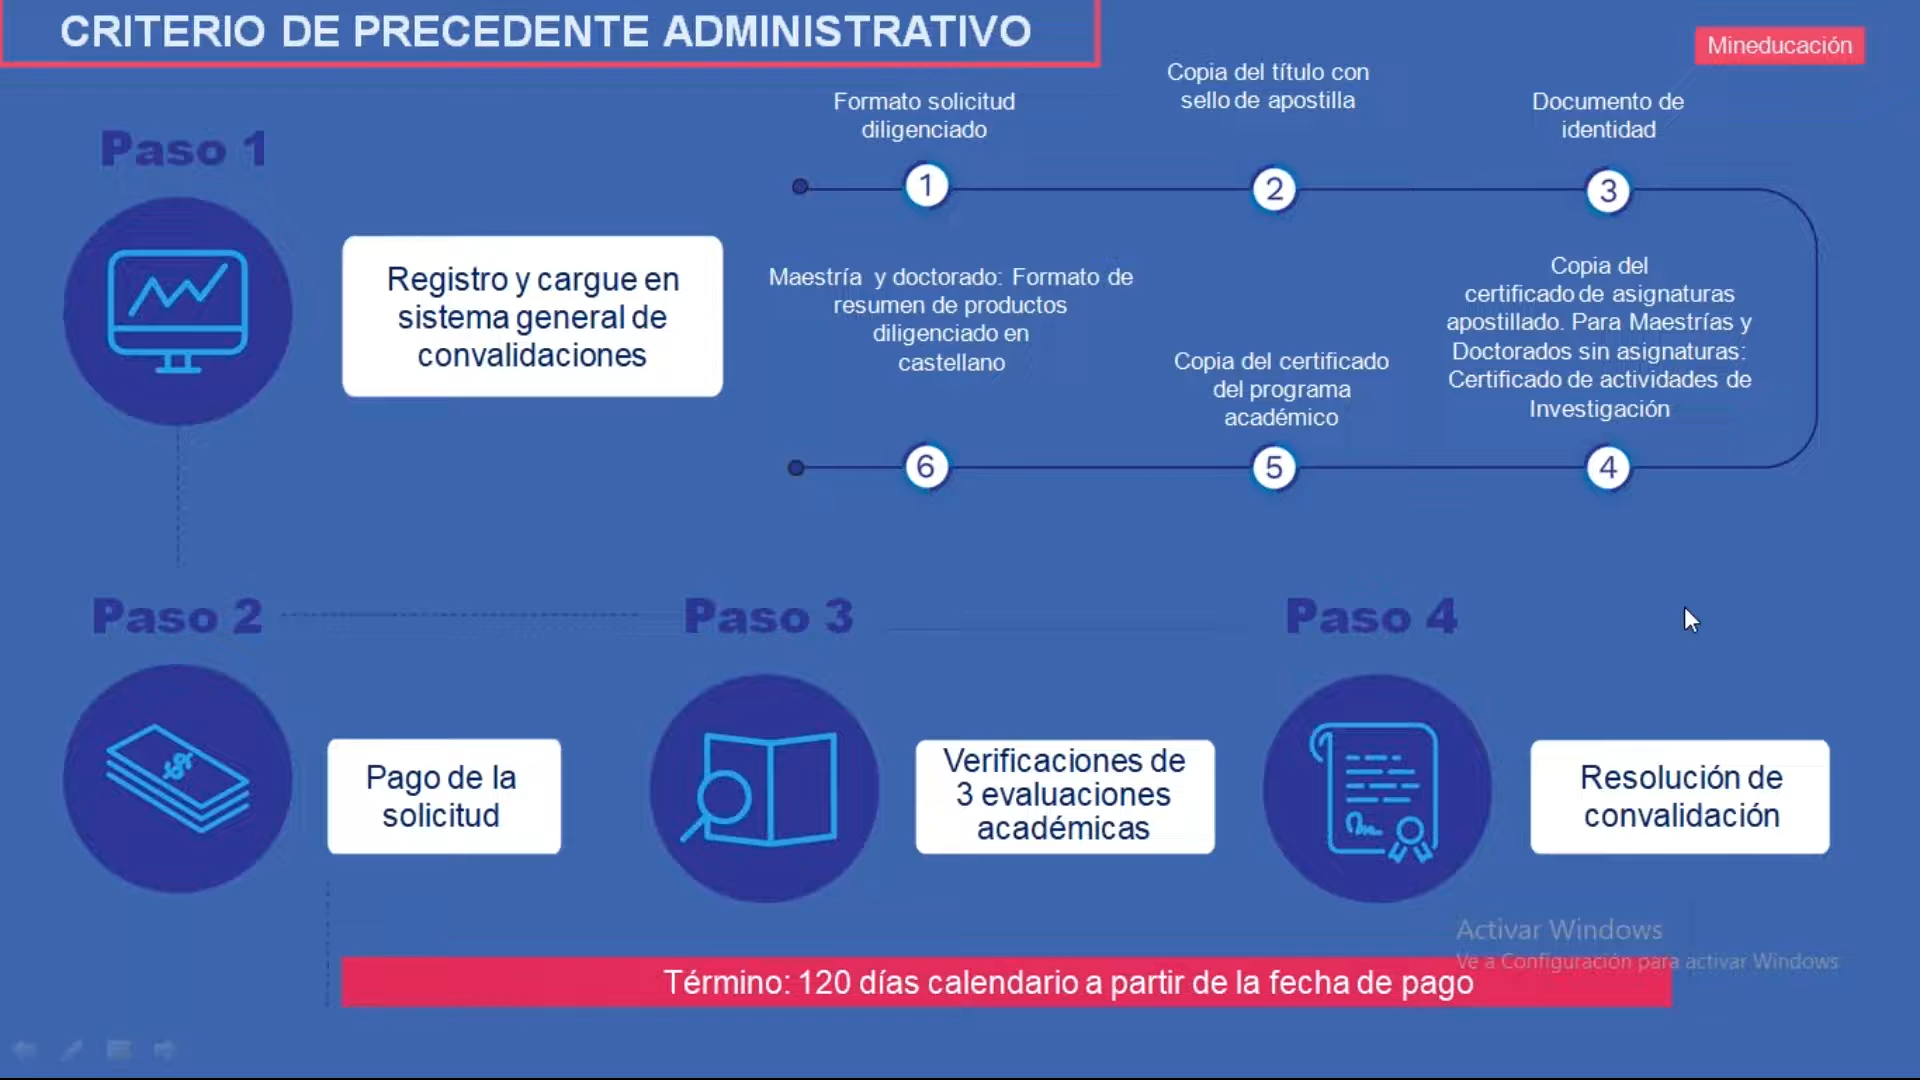 CRITERIO DE PRECEDENTE ADMINISTRATIVO
Mineducación
Paso 1
Registro y cargue en
sistema general de
convalidaciones
Formato solicitud
diligenciado
1
Copia del título con
sello de apostilla
2
Documento de
identidad
3
Copia del
certificado de asignaturas
apostillado. Para Maestrías y
Doctorados sin asignaturas:
Certificado de actividades de
Investigación
4
Copia del certificado
del programa
académico
5
Maestría y doctorado: Formato de
resumen de productos
diligenciado en
castellano
6
Paso 2
Pago de la
solicitud
$
Paso 3
Verificaciones de
3 evaluaciones
académicas
Paso 4
Resolución de
convalidación
Término: 120 días calendario a partir de la fecha de pago
Activar Windows
Ve a Configuración para activar Windows